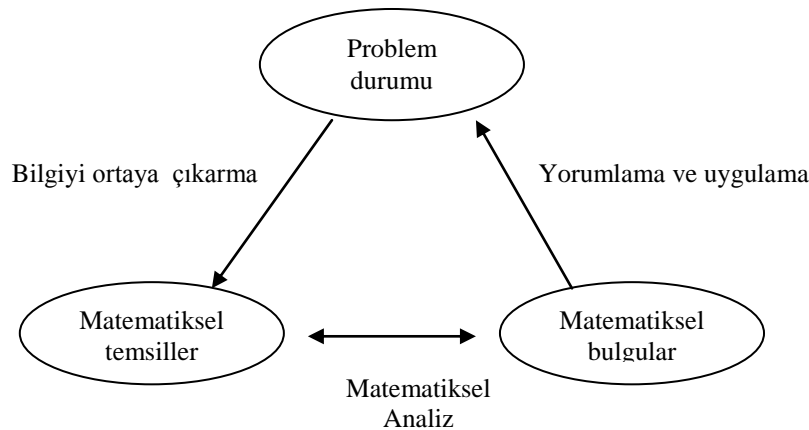 Problem
durumu
Bilgiyi ortaya çıkarma
Yorumlama ve uygulama
Matematiksel
temsiller
Matematiksel
bulgular
Matematiksel
Analiz